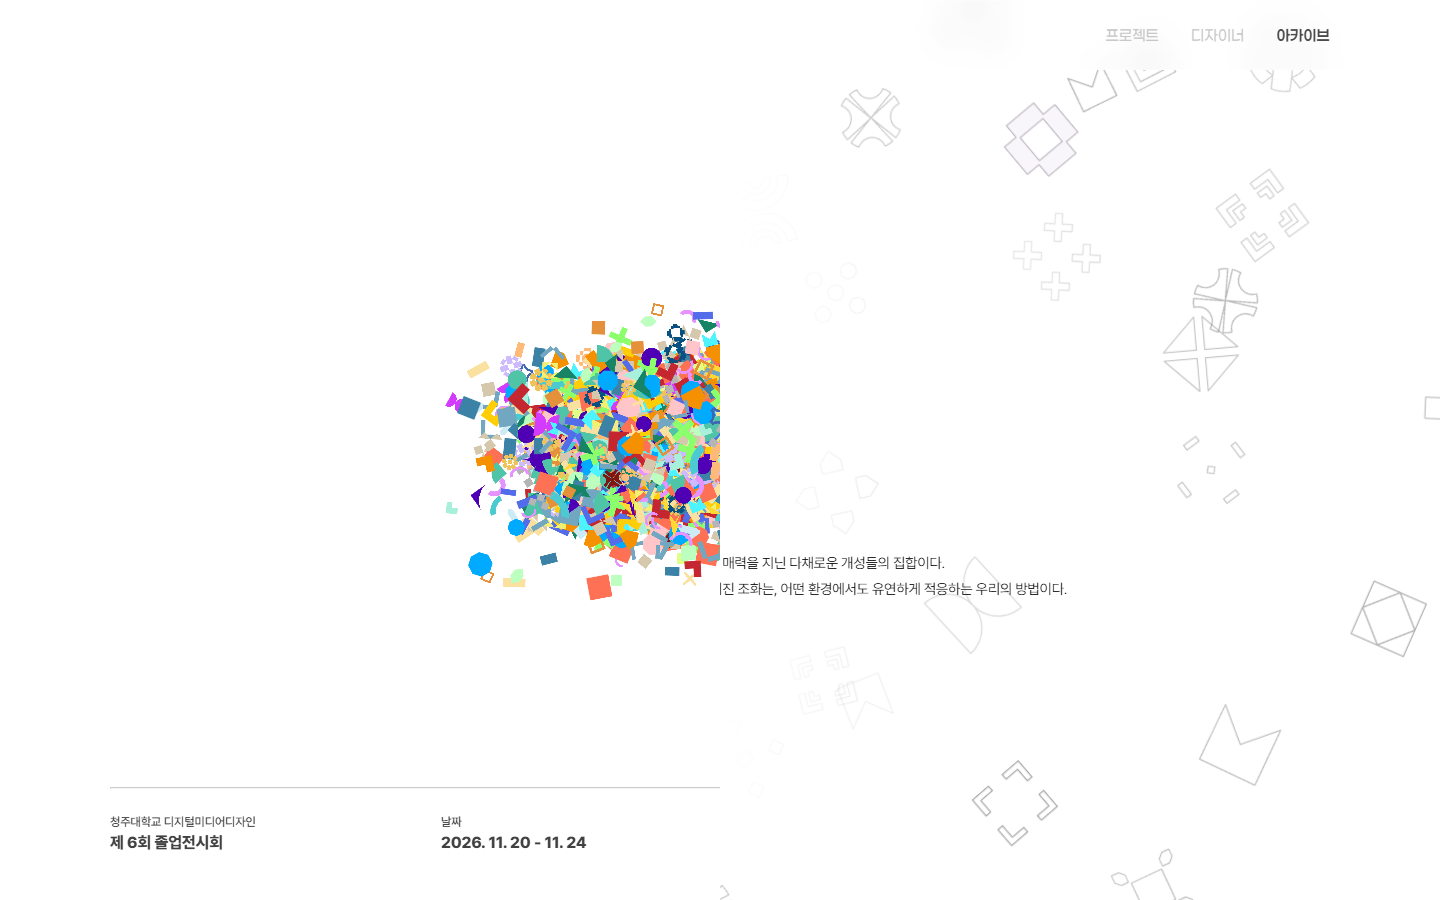 프로젝트
디자이너
아카이브
매력을 지닌 다채로운 개성들의 집합이다.
조화는, 어떤 환경에서도 유연하게 적응하는 우리의 방법이다.
청주대학교 디지털미디어디자인
제 6회 졸업전시회
날짜
2026. 11. 20 - 11. 24